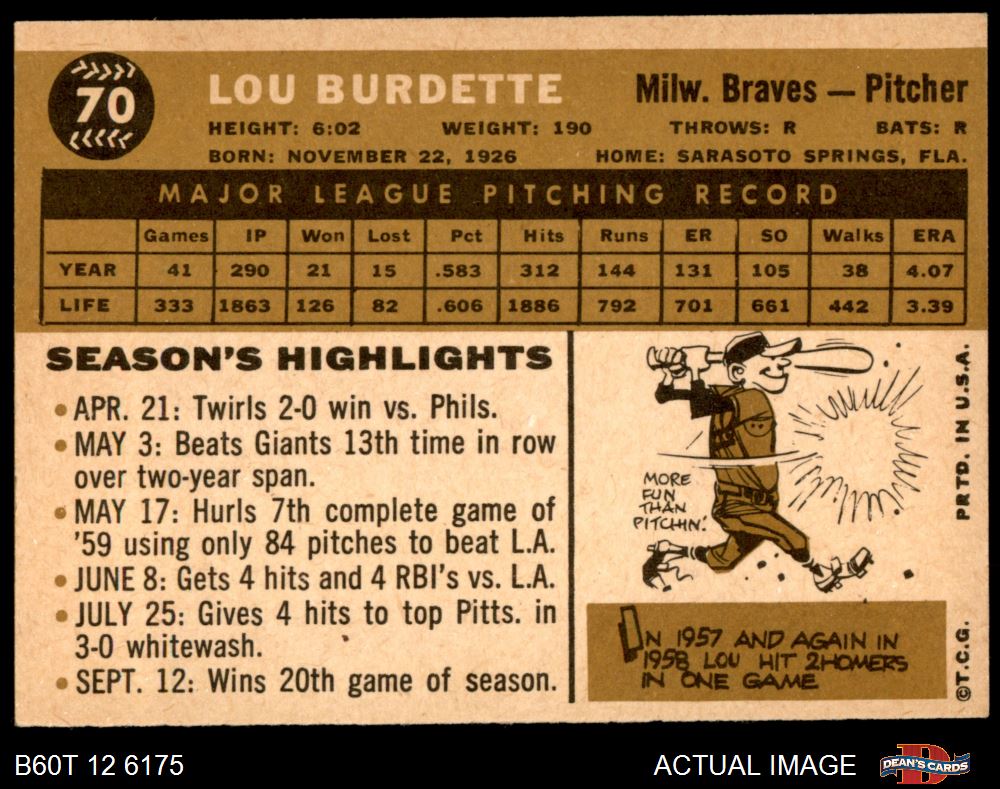 70
LOU BURDETTE
Milw. Braves — Pitcher
HEIGHT: 6:02 WEIGHT: 190 THROWS: R BATS: R
BORN: NOVEMBER 22, 1926 HOME: SARASOTO SPRINGS, FLA.
MAJOR LEAGUE PITCHING RECORD
Games IP Won Lost Pct Hits Runs ER SO Walks ERA
YEAR 41 290 21 15 .583 312 144 131 105 38 4.07
LIFE 333 1863 126 82 .606 1886 792 701 661 442 3.39
SEASON'S HIGHLIGHTS
• APR. 21: Twirls 2-0 win vs. Phils.
• MAY 3: Beats Giants 13th time in row
over two-year span.
• MAY 17: Hurls 7th complete game of
'59 using only 84 pitches to beat L.A.
• JUNE 8: Gets 4 hits and 4 RBI's vs. L.A.
• JULY 25: Gives 4 hits to top Pitts. in
3-0 whitewash.
• SEPT. 12: Wins 20th game of season.
MORE
FUN
THAN
PITCHIN'!
IN 1957 AND AGAIN IN
1958 LOU HIT 2 HOMERS
IN ONE GAME
©T.C.G. PRTD. IN U.S.A.
B60T 12 6175
ACTUAL IMAGE
DEAN'S CARDS